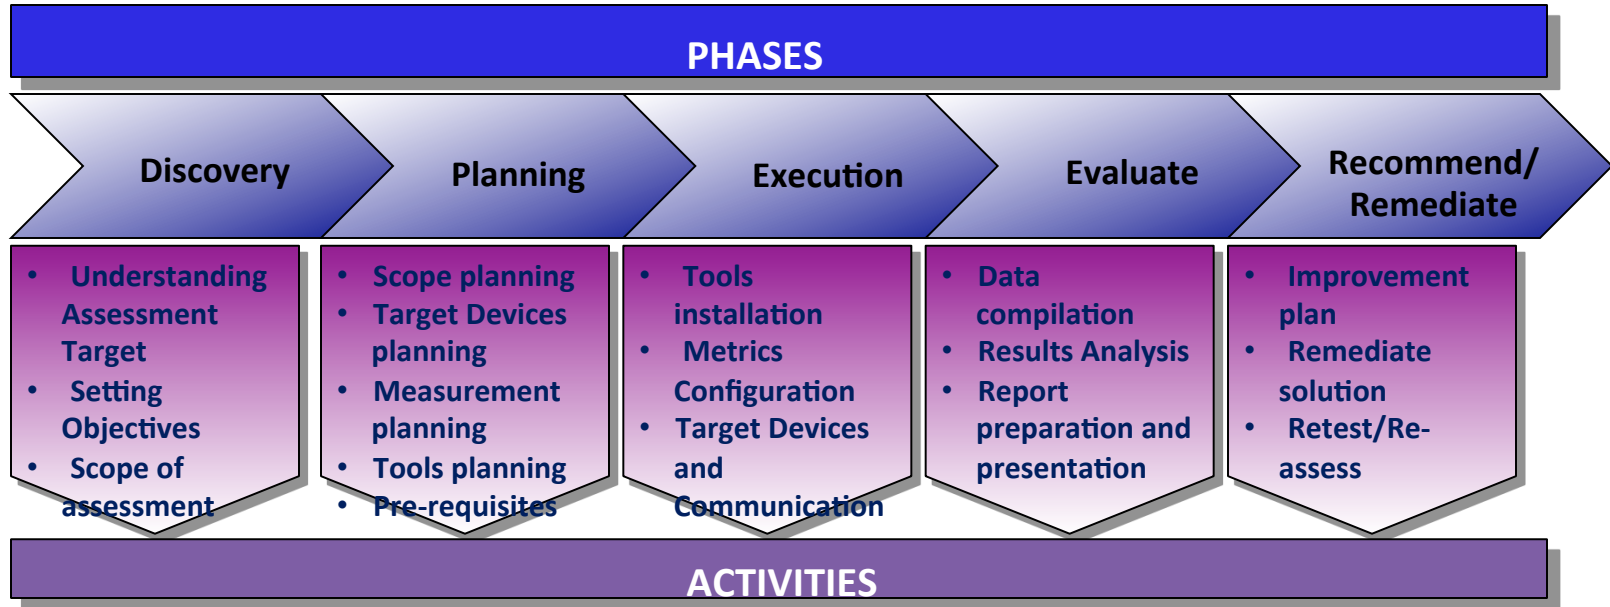 PHASES
Discovery
Planning
Execution
Evaluate
Recommend/
Remediate
• Understanding
Assessment
Target
• Setting
Objectives
• Scope of
assessment
• Scope planning
• Target Devices
planning
• Measurement
planning
• Tools planning
• Pre-requisites
• Tools
installation
• Metrics
Configuration
• Target Devices
and
Communication
• Data
compilation
• Results Analysis
• Report
preparation and
presentation
• Improvement
plan
• Remediate
solution
• Retest/Re-
assess
ACTIVITIES